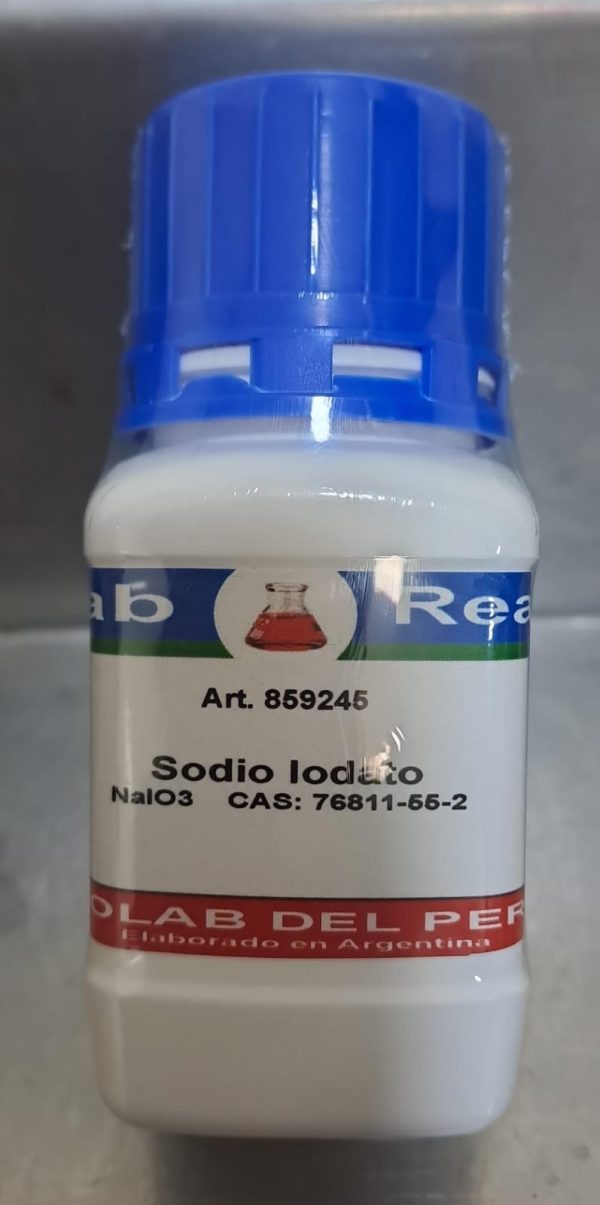 ab Rea
Art. 859245
Sodio Iodato
NaIO3 CAS: 76811-55-2
OLAB DEL PER
Elaborado en Argentina